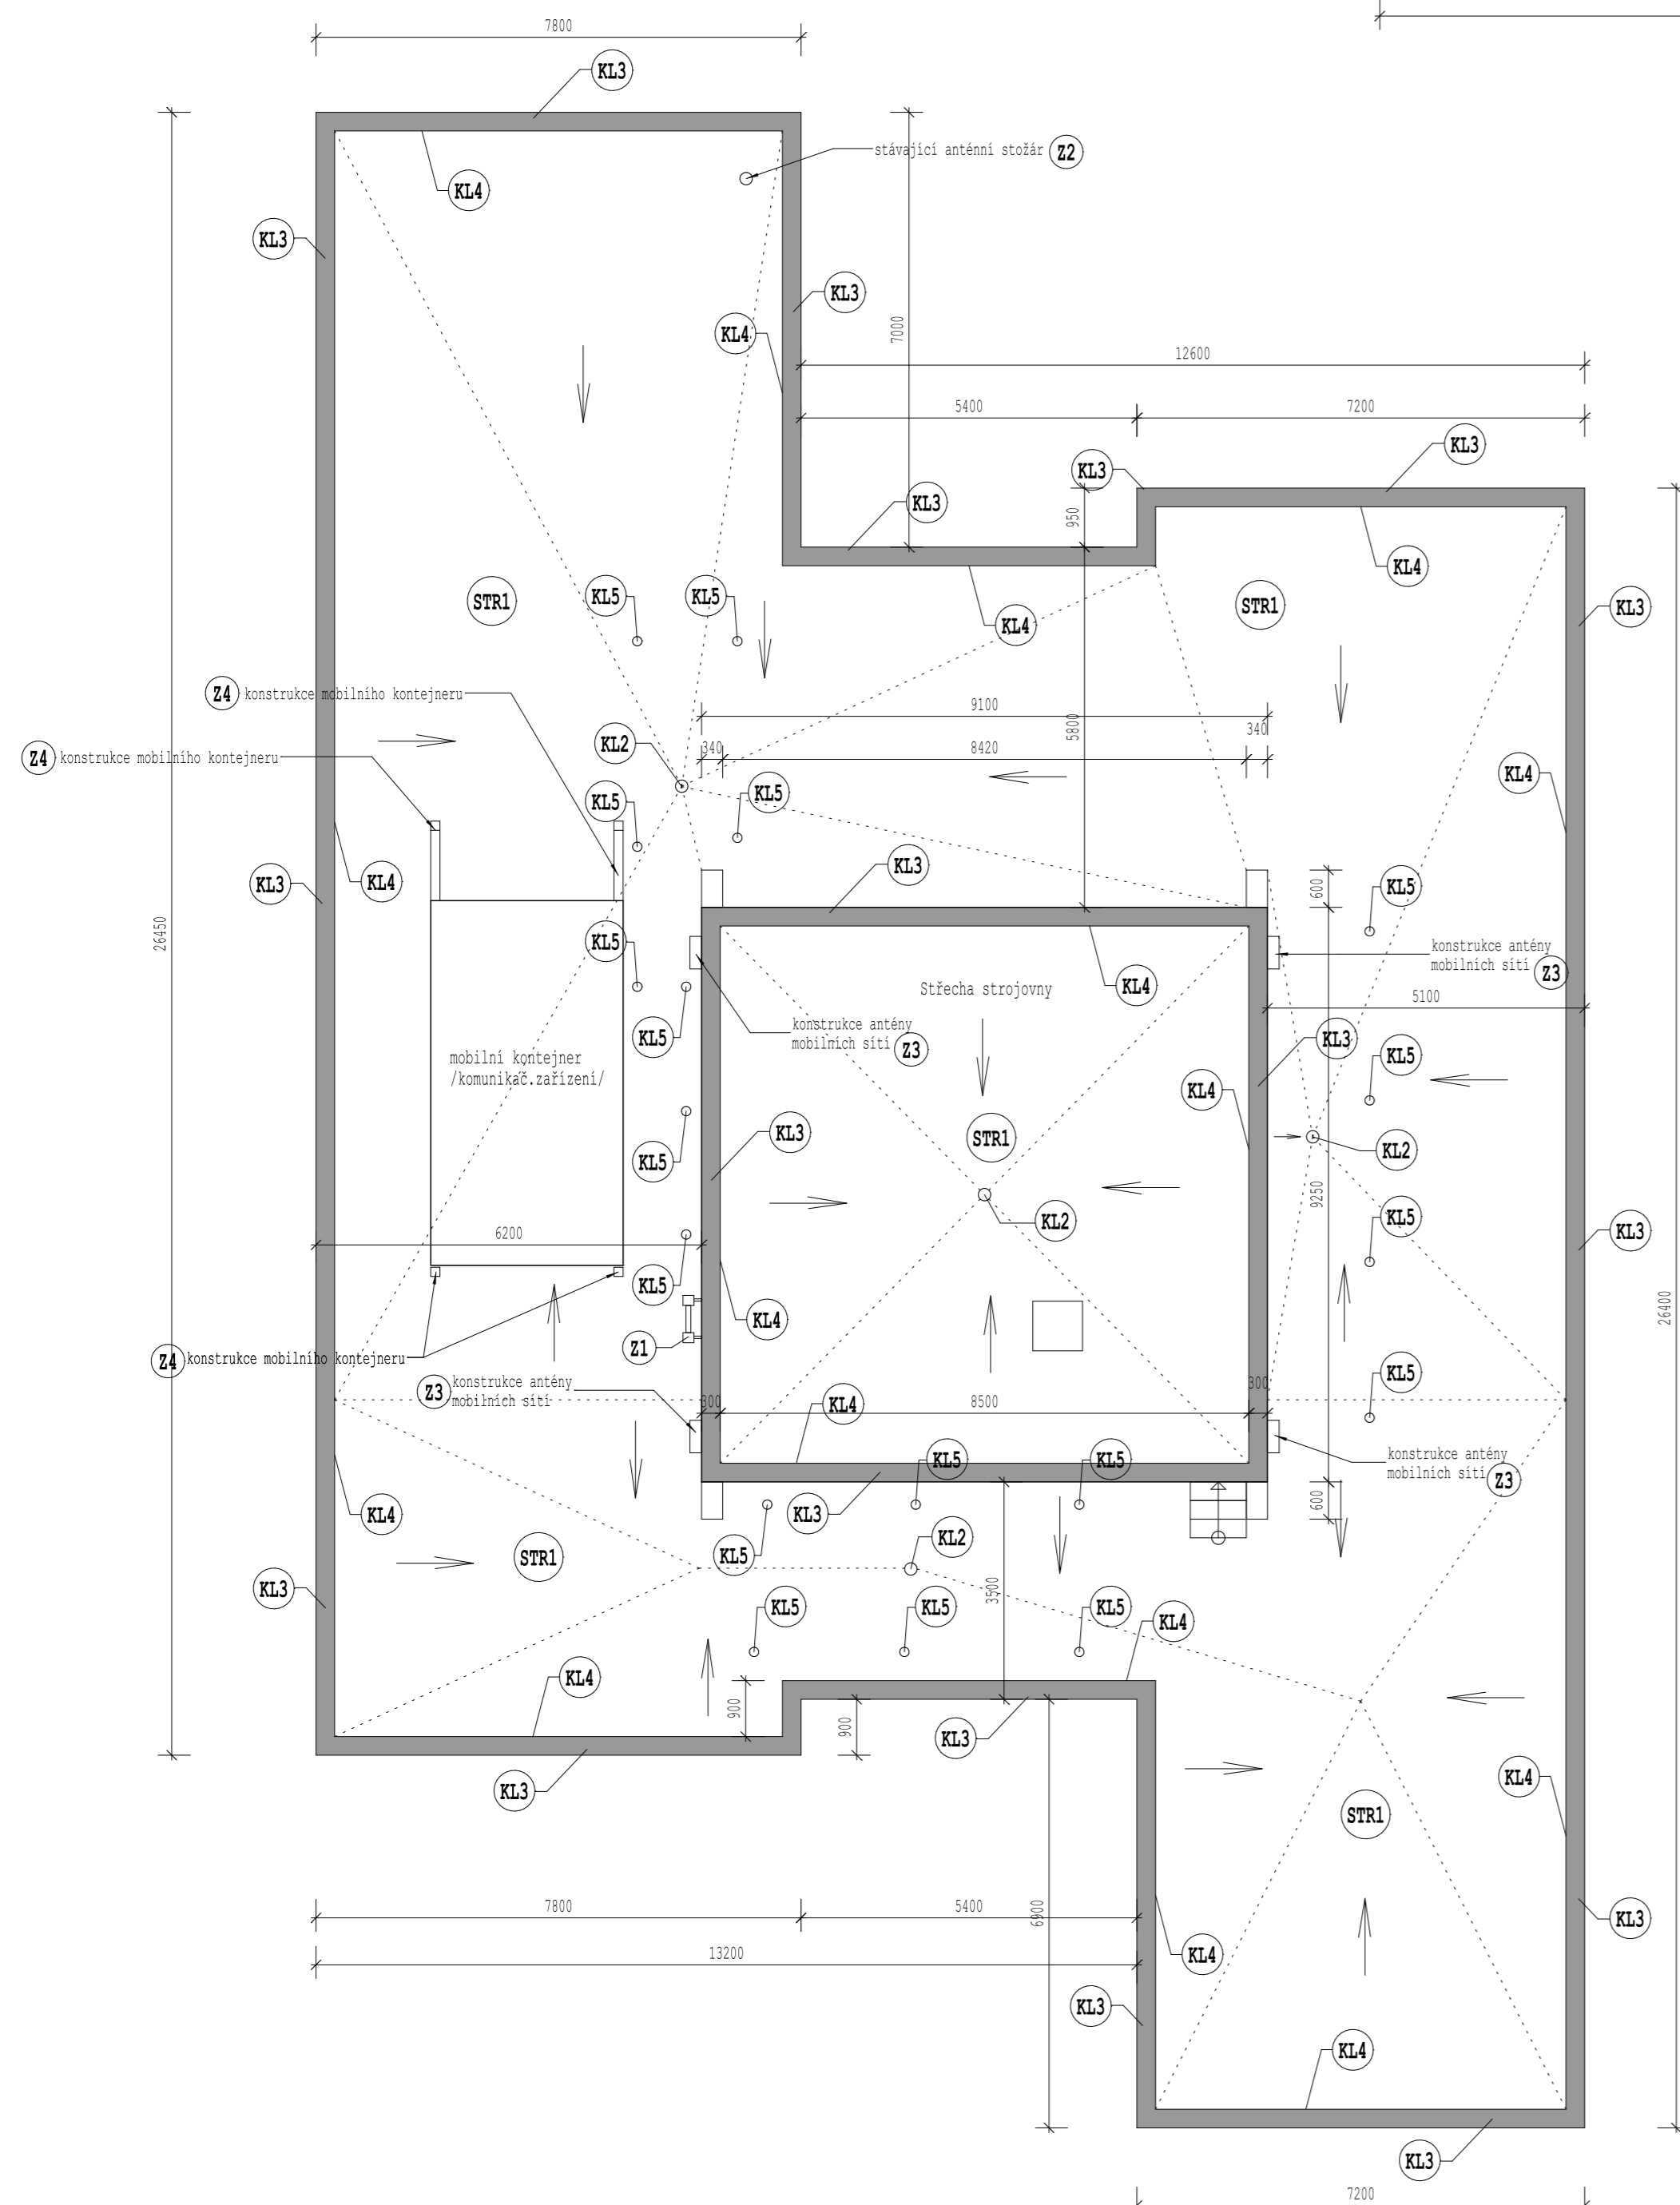 7800
KL3
stávající anténní stožár Z2
KL4
KL3
KL3
KL4
7000
12600
5400
7200
KL3
KL3
KL3
950
KL4
KL3
STR1
KL5
KL5
STR1
KL4
Z4 konstrukce mobilního kontejneru
9100
5800
340
KL2
340
8420
Z4 konstrukce mobilního kontejneru
KL4
KL5
KL5
KL3
KL3
KL4
KL5
600
26450
KL5
konstrukce antény
mobilních sítí Z3
Střecha strojovny
KL4
5100
konstrukce antény
mobilních sítí Z3
KL5
KL3
mobilní kontejner
/komunikač.zařízení/
KL5
KL4
KL3
STR1
KL2
KL5
9250
KL2
KL5
KL3
6200
KL5
26400
KL4
Z1
Z4 konstrukce mobilního kontejneru
KL5
Z3 konstrukce antény
mobilních sítí
300
8500
300
KL4
KL5
KL5
konstrukce antény
mobilních sítí Z3
600
KL4
KL3
KL2
STR1
KL5
KL3
3500
KL5
KL5
KL5
KL4
KL4
900
900
KL3
KL3
KL4
STR1
7800
5400
6900
KL3
13200
KL4
KL3
KL4
KL3
7200